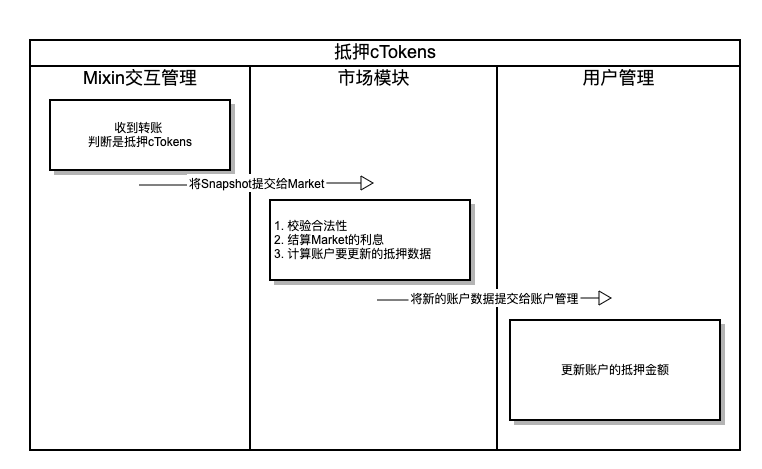 抵押cTokens
Mixin交互管理
市场模块
用户管理
收到转账
判断是抵押cTokens
将Snapshot提交给Market
1. 校验合法性
2. 结算Market的利息
3. 计算账户要更新的抵押数据
将新的账户数据提交给账户管理
更新账户的抵押金额